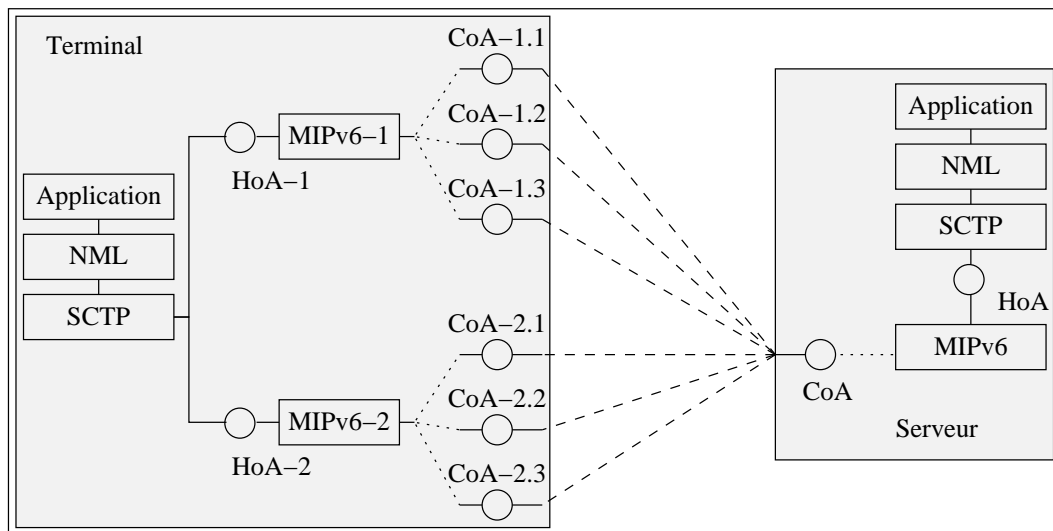 Terminal
CoA−1.1
CoA−1.2
MIPv6−1
HoA−1
CoA−1.3
Application
NML
SCTP
CoA−2.1
CoA−2.2
MIPv6−2
HoA−2
CoA−2.3
Application
NML
SCTP
HoA
MIPv6
CoA
Serveur